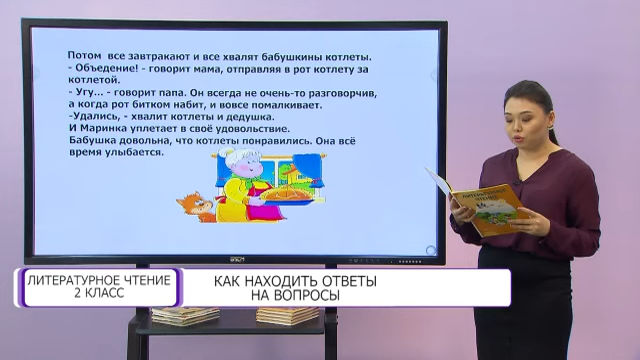 Потом все завтракают и все хвалят бабушкины котлеты.
- Объедение! - говорит мама, отправляя в рот котлету за
котлетой.
- Угу... - говорит папа. Он всегда не очень-то разговорчив,
а когда рот битком набит, и вовсе помалкивает.
-Удались, - хвалит котлеты и дедушка.
И Маринка уплетает в своё удовольствие.
Бабушка довольна, что котлеты понравились. Она всё
время улыбается.
ЛИТЕРАТУРНОЕ
ЧТЕНИЕ
ЛИТЕРАТУРНОЕ ЧТЕНИЕ
2 КЛАСС
КАК НАХОДИТЬ ОТВЕТЫ
НА ВОПРОСЫ